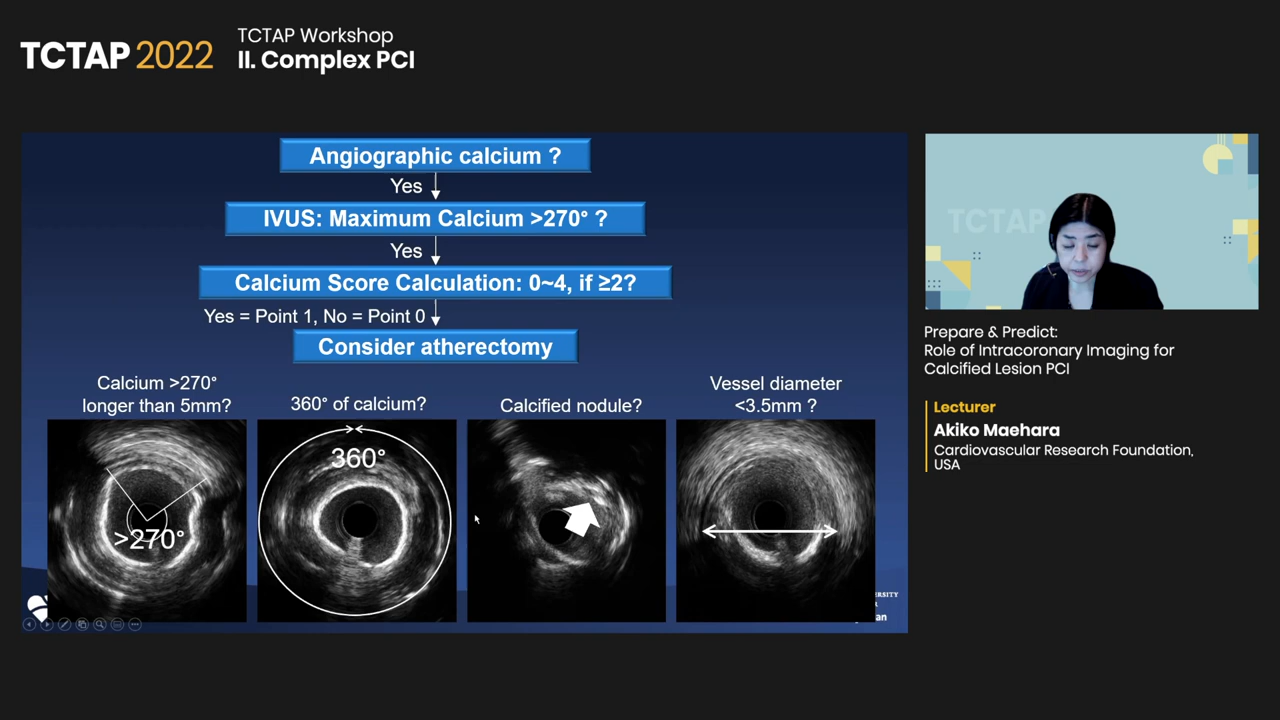 TCTAP 2022
TCTAP Workshop
II. Complex PCI
Angiographic calcium ?
Yes
IVUS: Maximum Calcium >270° ?
Yes
Calcium Score Calculation: 0~4, if ≥2?
Yes = Point 1, No = Point 0
Consider atherectomy
Calcium >270°
longer than 5mm?
360° of calcium?
Calcified nodule?
Vessel diameter
<3.5mm ?
>270°
360°
ERSITY
an
TCTAP
Prepare & Predict:
Role of Intracoronary Imaging for
Calcified Lesion PCI
Lecturer
Akiko Maehara
Cardiovascular Research Foundation,
USA